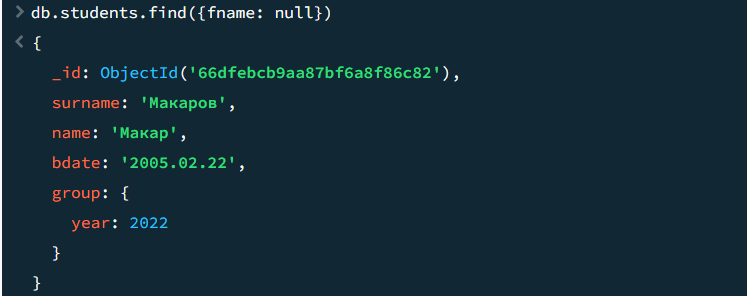 > db.students.find({fname: null})
< {
_id: ObjectId('66dfebcb9aa87bf6a8f86c82'),
surname: 'Макаров',
name: 'Макар',
bdate: '2005.02.22',
group: {
year: 2022
}
}